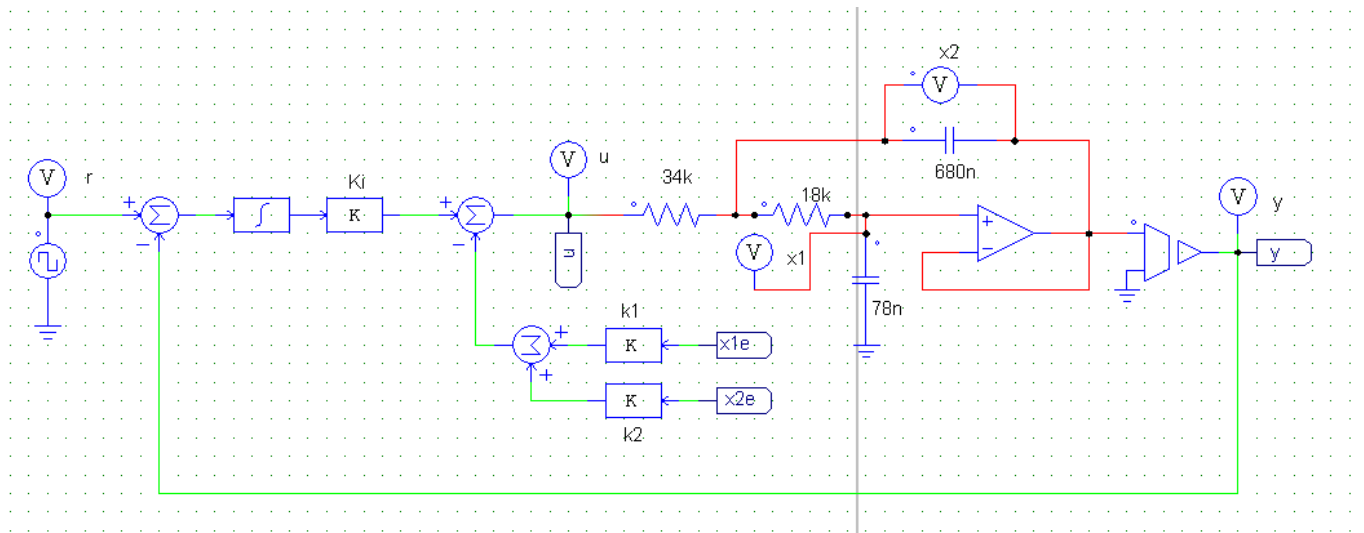 x2
V
680n
V
r
V
u
V
y
Ki
34k
18k
+
Σ
−
∫
K
+
Σ
−
u
V
x1
+
−
y
78n
k1
Σ
+
K
x1e
+
K
x2e
k2